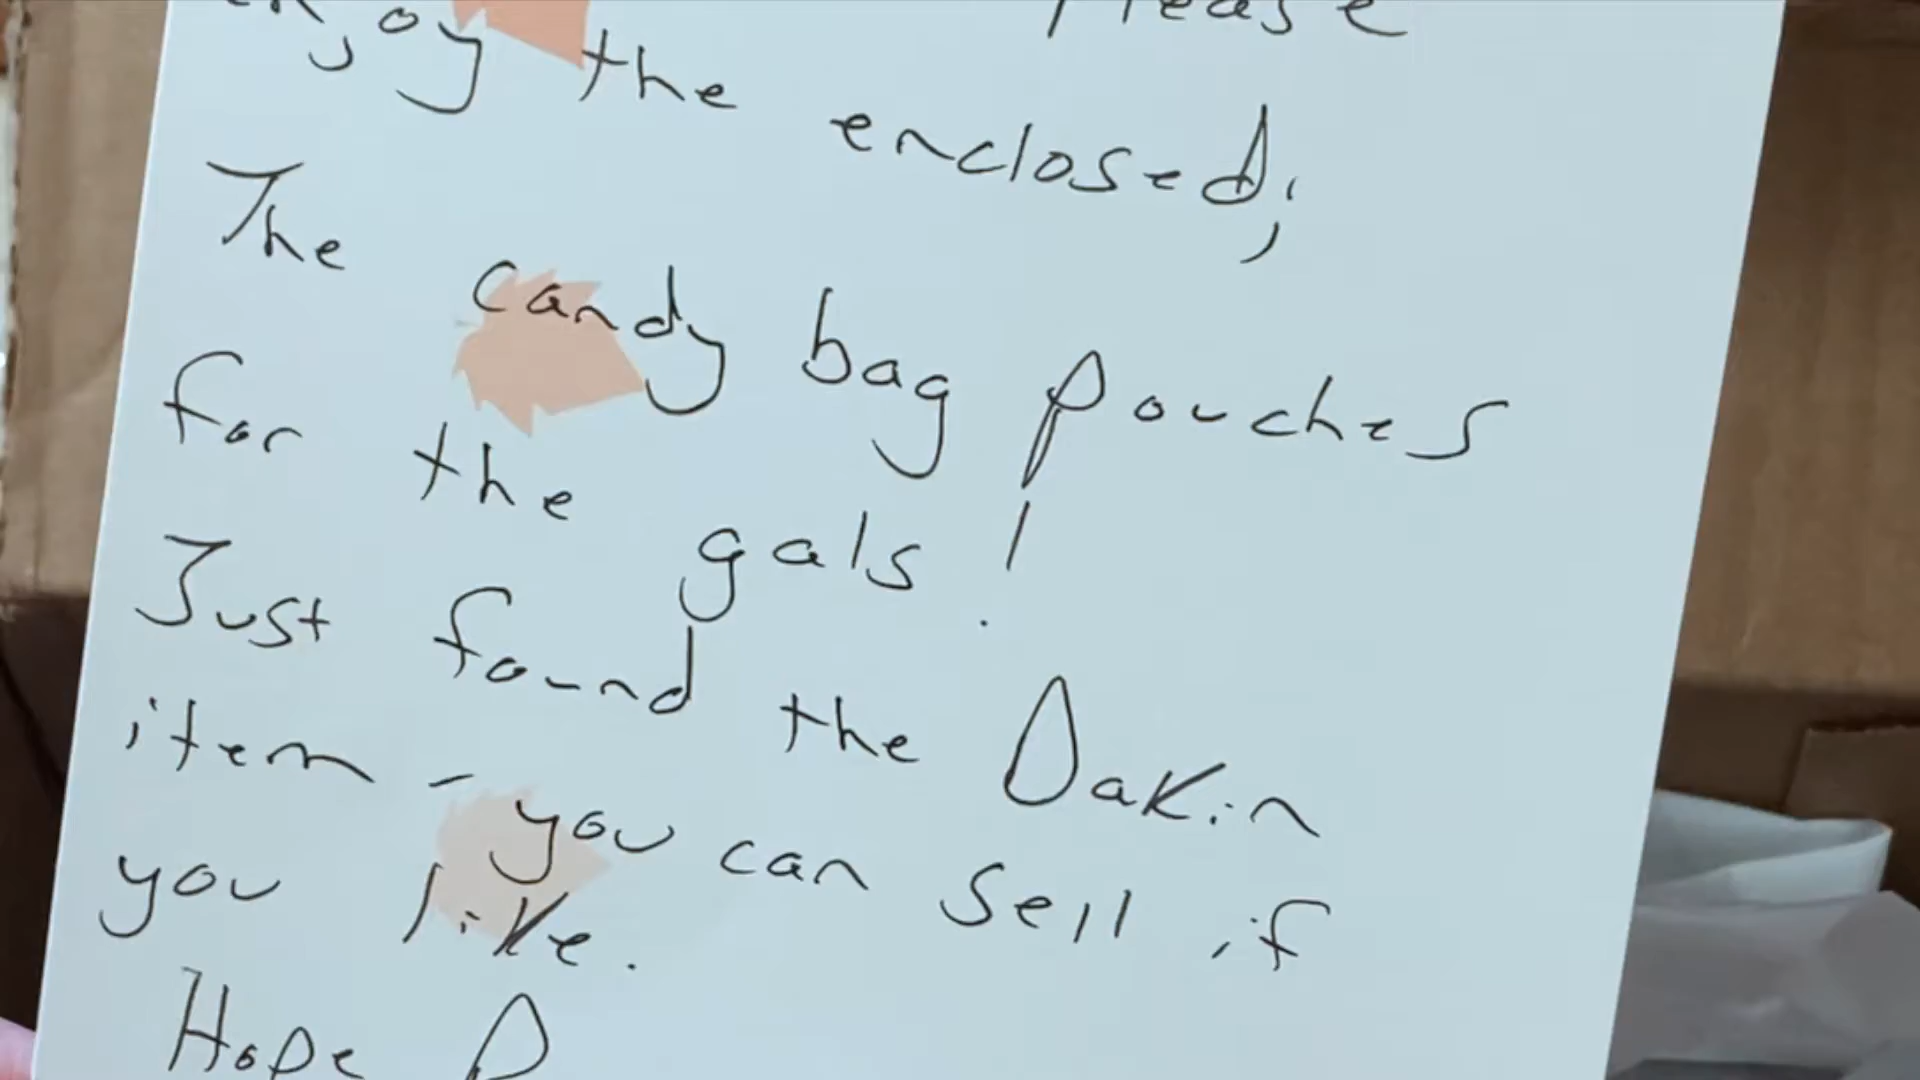 Please
enjoy the enclosed;
The candy bag pouches
for the gals!
Just found the Dakin
item - you can sell if
you like.
Hope